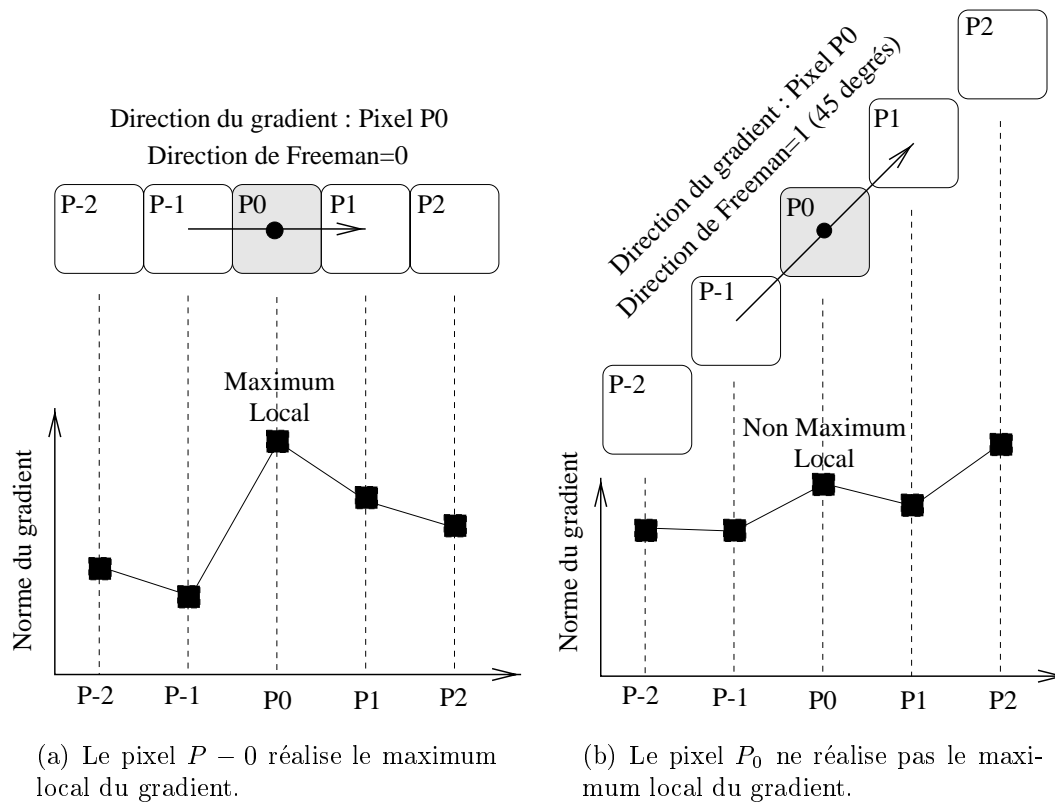 Direction du gradient : Pixel P0
Direction de Freeman=0
P-2 P-1 P0 P1 P2
Maximum
Local
Norme du gradient
P-2 P-1 P0 P1 P2
(a) Le pixel P − 0 réalise le maximum
local du gradient.
Direction du gradient : Pixel P0
Direction de Freeman=1 (45 degrés)
P2
P1
P0
P-1
P-2
Non Maximum
Local
Norme du gradient
P-2 P-1 P0 P1 P2
(b) Le pixel P₀ ne réalise pas le maxi-
mum local du gradient.